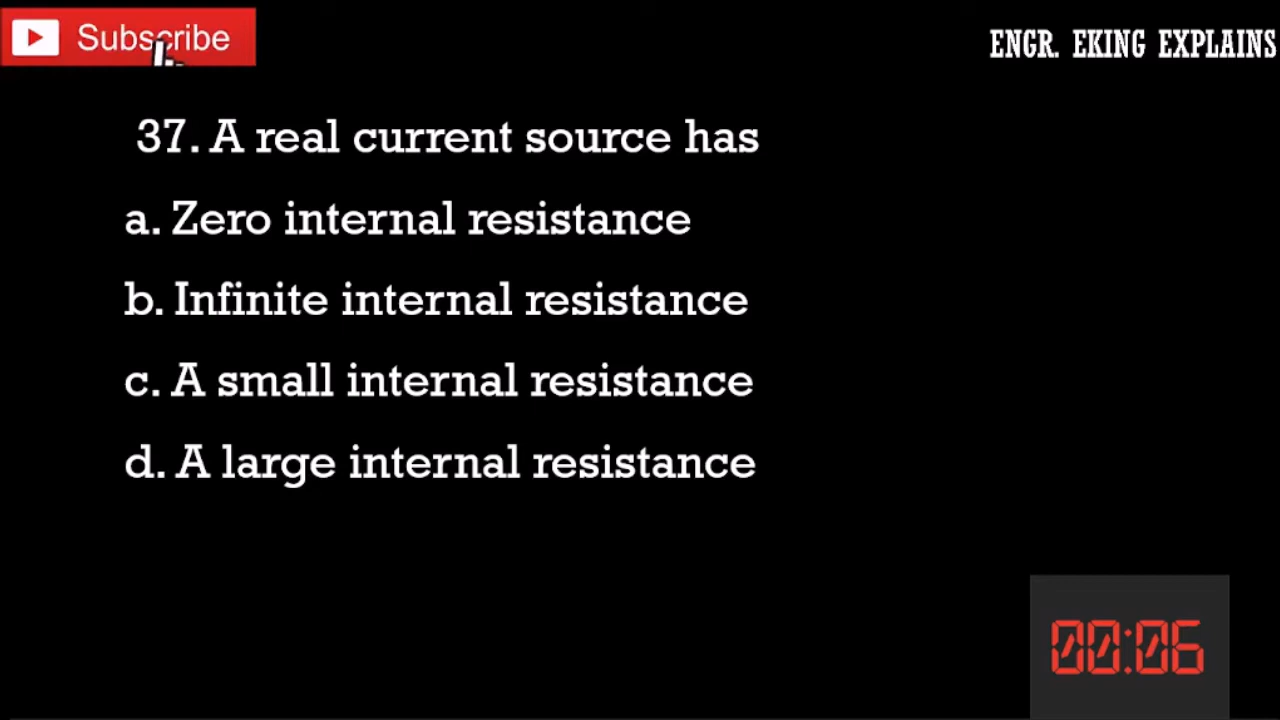 Subscribe
ENGR. EKING EXPLAINS
37. A real current source has
a. Zero internal resistance
b. Infinite internal resistance
c. A small internal resistance
d. A large internal resistance
00:06